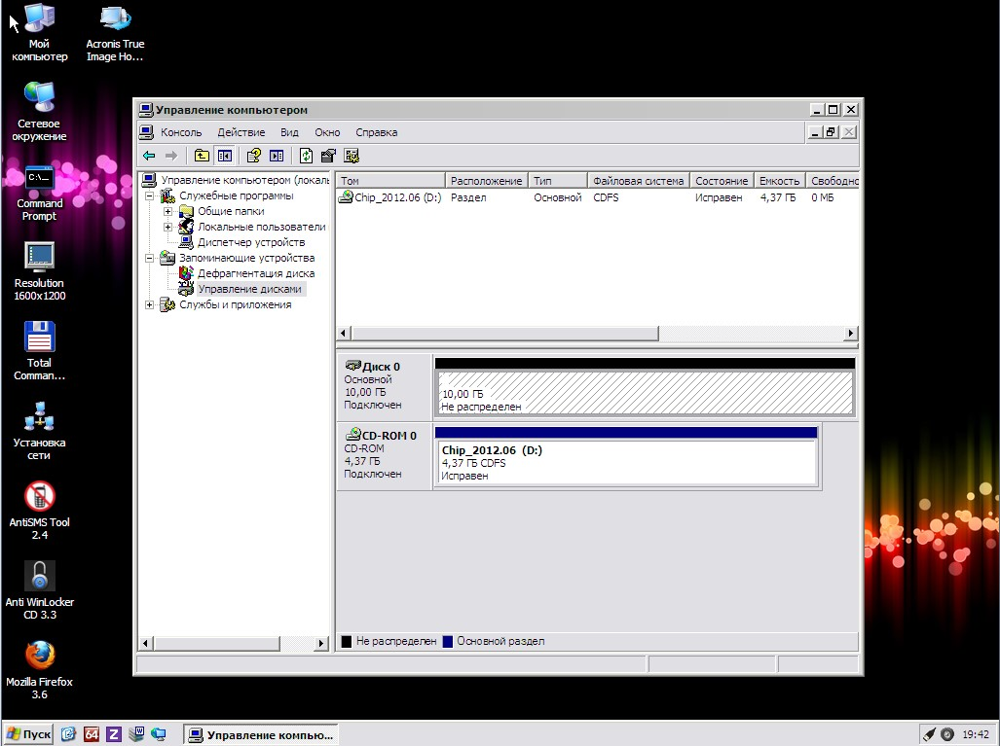 Мой
компьютер
Acronis True
Image Ho...
Сетевое
окружение
Command
Prompt
Resolution
1600x1200
Total
Comman...
Установка
сети
AntiSMS Tool
2.4
Anti WinLocker
CD 3.3
Mozilla Firefox
3.6
Управление компьютером
Консоль Действие Вид Окно Справка
Управление компьютером (локаль
Служебные программы
Общие папки
Локальные пользователи
Диспетчер устройств
Запоминающие устройства
Дефрагментация диска
Управление дисками
Службы и приложения
Том Расположение Тип Файловая система Состояние Емкость Свободно
Chip_2012.06 (D:) Раздел Основной CDFS Исправен 4,37 ГБ 0 МБ
Диск 0
Основной
10,00 ГБ
Подключен
10,00 ГБ
Не распределен
CD-ROM 0
CD-ROM
4,37 ГБ
Подключен
Chip_2012.06 (D:)
4,37 ГБ CDFS
Исправен
Не распределен Основной раздел
Пуск 64 Z Управление компью... 19:42